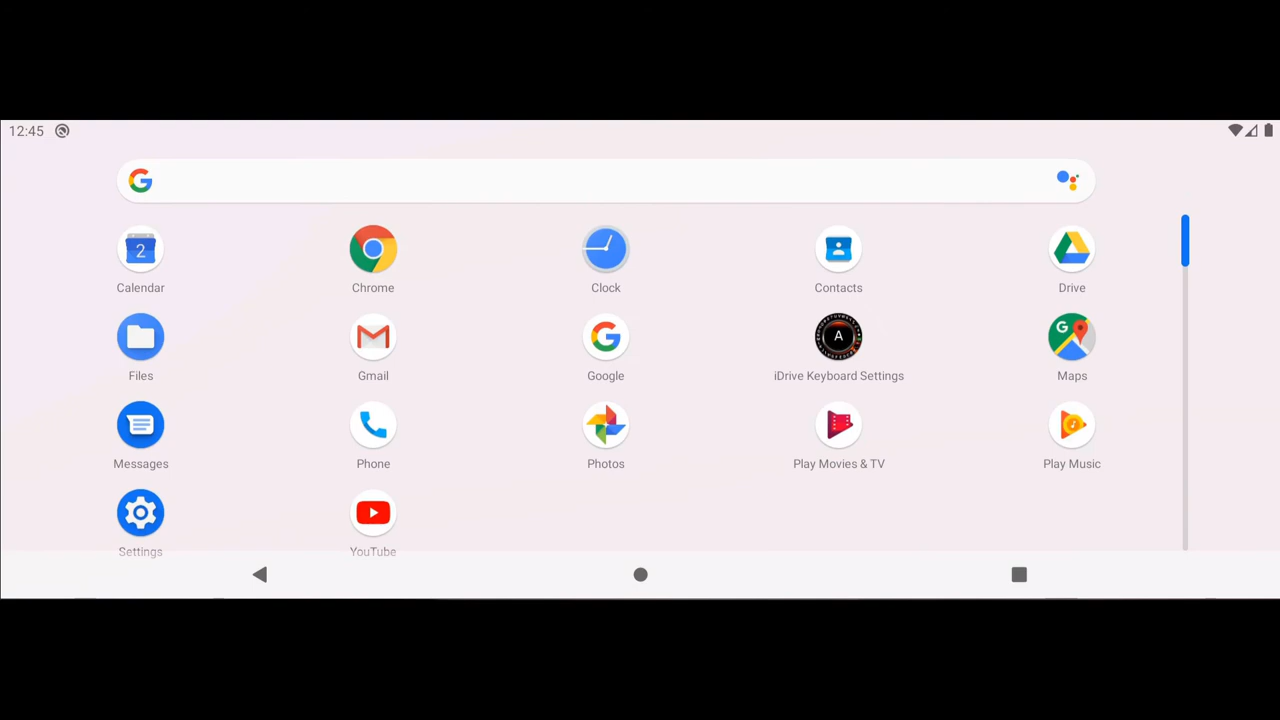 12:45
G
2
Calendar
Chrome
Clock
Contacts
Drive
G
G
A
Files
Gmail
Google
iDrive Keyboard Settings
Maps
Messages
Phone
Photos
Play Movies & TV
Play Music
Settings
YouTube